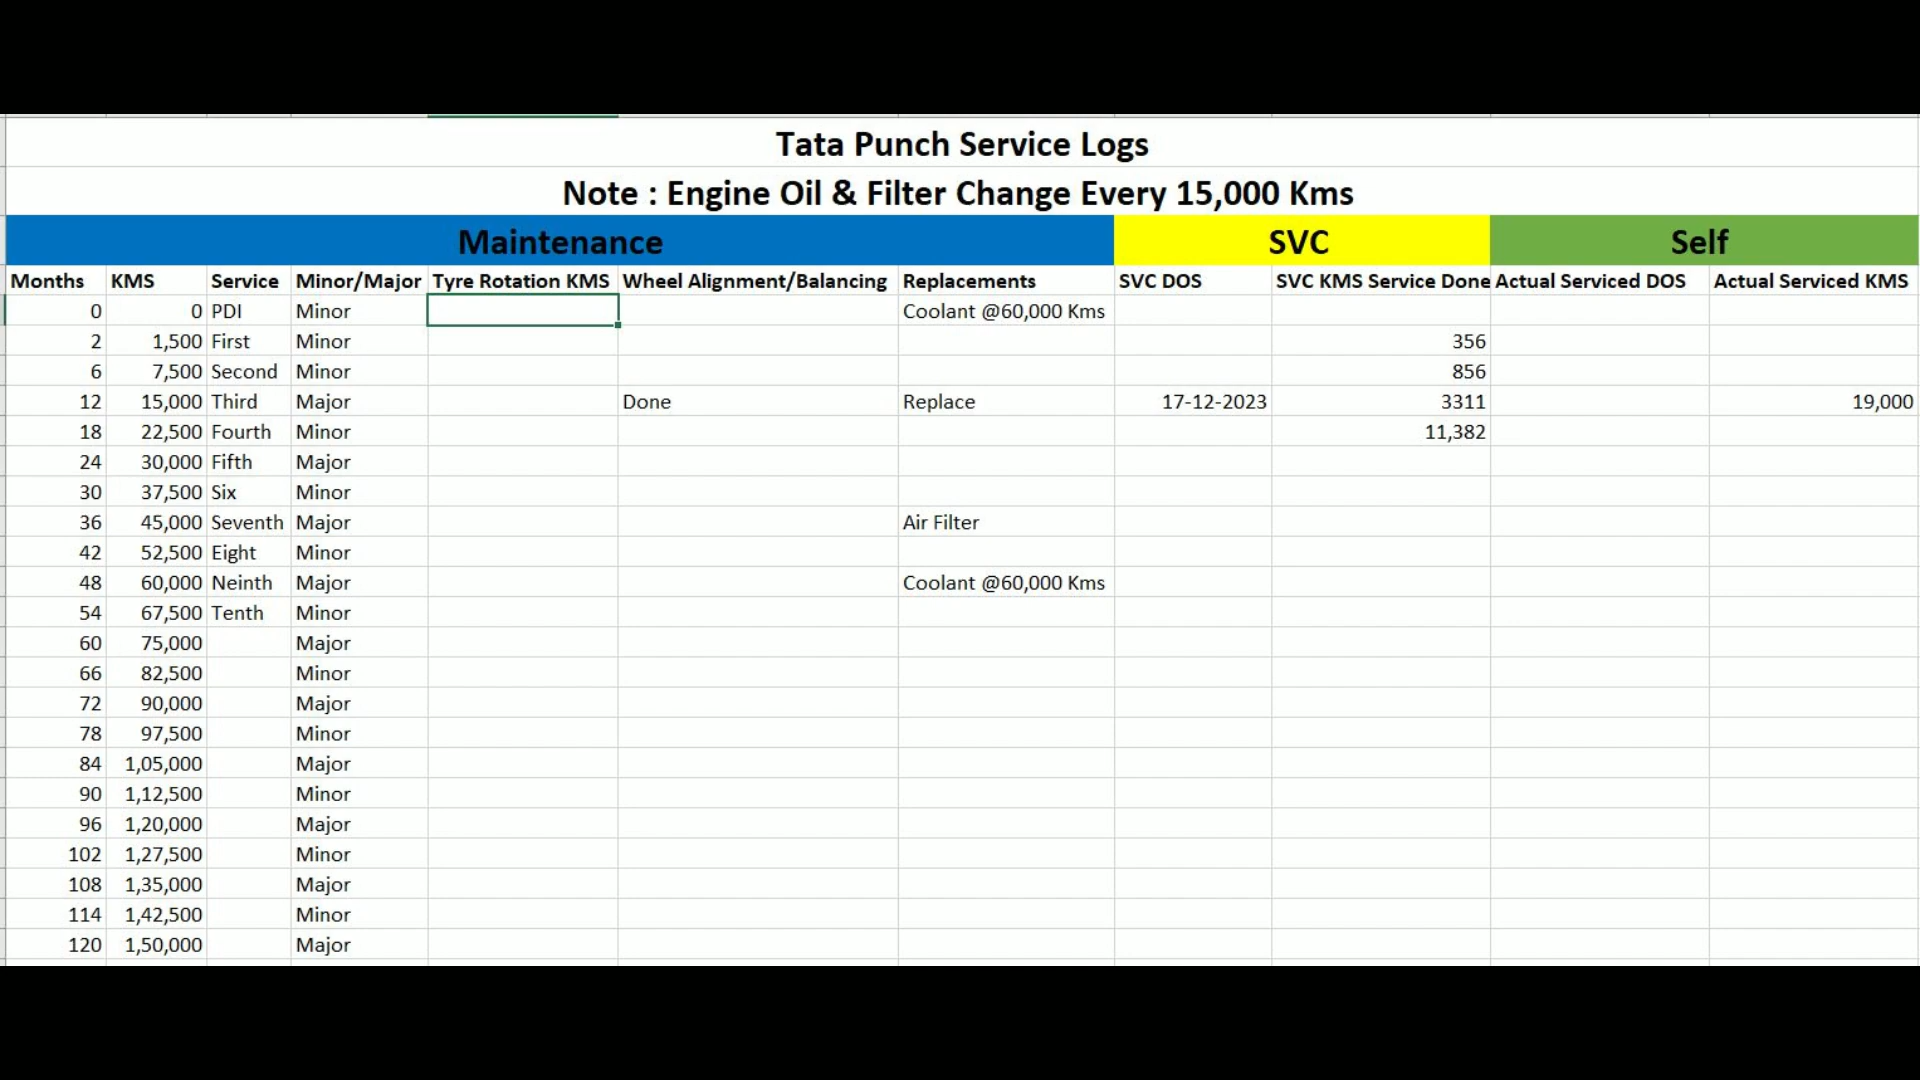 Tata Punch Service Logs
Note : Engine Oil & Filter Change Every 15,000 Kms
Maintenance SVC Self
Months KMS Service Minor/Major Tyre Rotation KMS Wheel Alignment/Balancing Replacements SVC DOS SVC KMS Service Done Actual Serviced DOS Actual Serviced KMS
0 0 PDI Minor Coolant @60,000 Kms
2 1,500 First Minor 356
6 7,500 Second Minor 856
12 15,000 Third Major Done Replace 17-12-2023 3311 19,000
18 22,500 Fourth Minor 11,382
24 30,000 Fifth Major
30 37,500 Six Minor
36 45,000 Seventh Major Air Filter
42 52,500 Eight Minor
48 60,000 Neinth Major Coolant @60,000 Kms
54 67,500 Tenth Minor
60 75,000 Major
66 82,500 Minor
72 90,000 Major
78 97,500 Minor
84 1,05,000 Major
90 1,12,500 Minor
96 1,20,000 Major
102 1,27,500 Minor
108 1,35,000 Major
114 1,42,500 Minor
120 1,50,000 Major